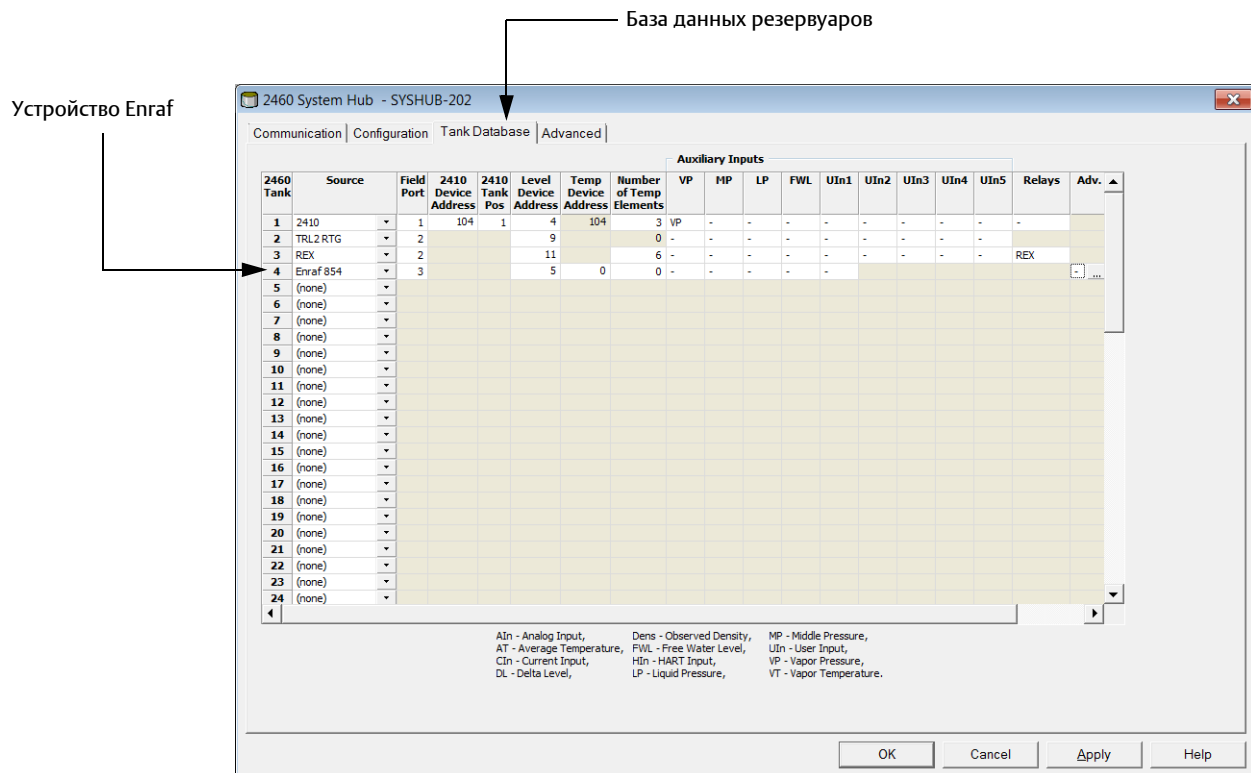 База данных резервуаров
Устройство Enraf
2460 System Hub - SYSHUB-202
Communication Configuration Tank Database Advanced
Auxiliary Inputs
2460 Tank Source Field Port 2410 Device Address 2410 Tank Pos Level Device Address Temp Device Address Number of Temp Elements VP MP LP FWL UIn1 UIn2 UIn3 UIn4 UIn5 Relays Adv.
1 2410 1 104 1 4 104 3 VP - - - - - - - - -
2 TRL2 RTG 2 9 0 - - - - - - - - -
3 REX 2 11 6 - - - - - - - - - REX
4 Enraf 854 3 5 0 0 - - - - - - ...
5 (none)
6 (none)
7 (none)
8 (none)
9 (none)
10 (none)
11 (none)
12 (none)
13 (none)
14 (none)
15 (none)
16 (none)
17 (none)
18 (none)
19 (none)
20 (none)
21 (none)
22 (none)
23 (none)
24 (none)
AIn - Analog Input, Dens - Observed Density, MP - Middle Pressure,
AT - Average Temperature, FWL - Free Water Level, UIn - User Input,
CIn - Current Input, HIn - HART Input, VP - Vapor Pressure,
DL - Delta Level, LP - Liquid Pressure, VT - Vapor Temperature.
OK Cancel Apply Help